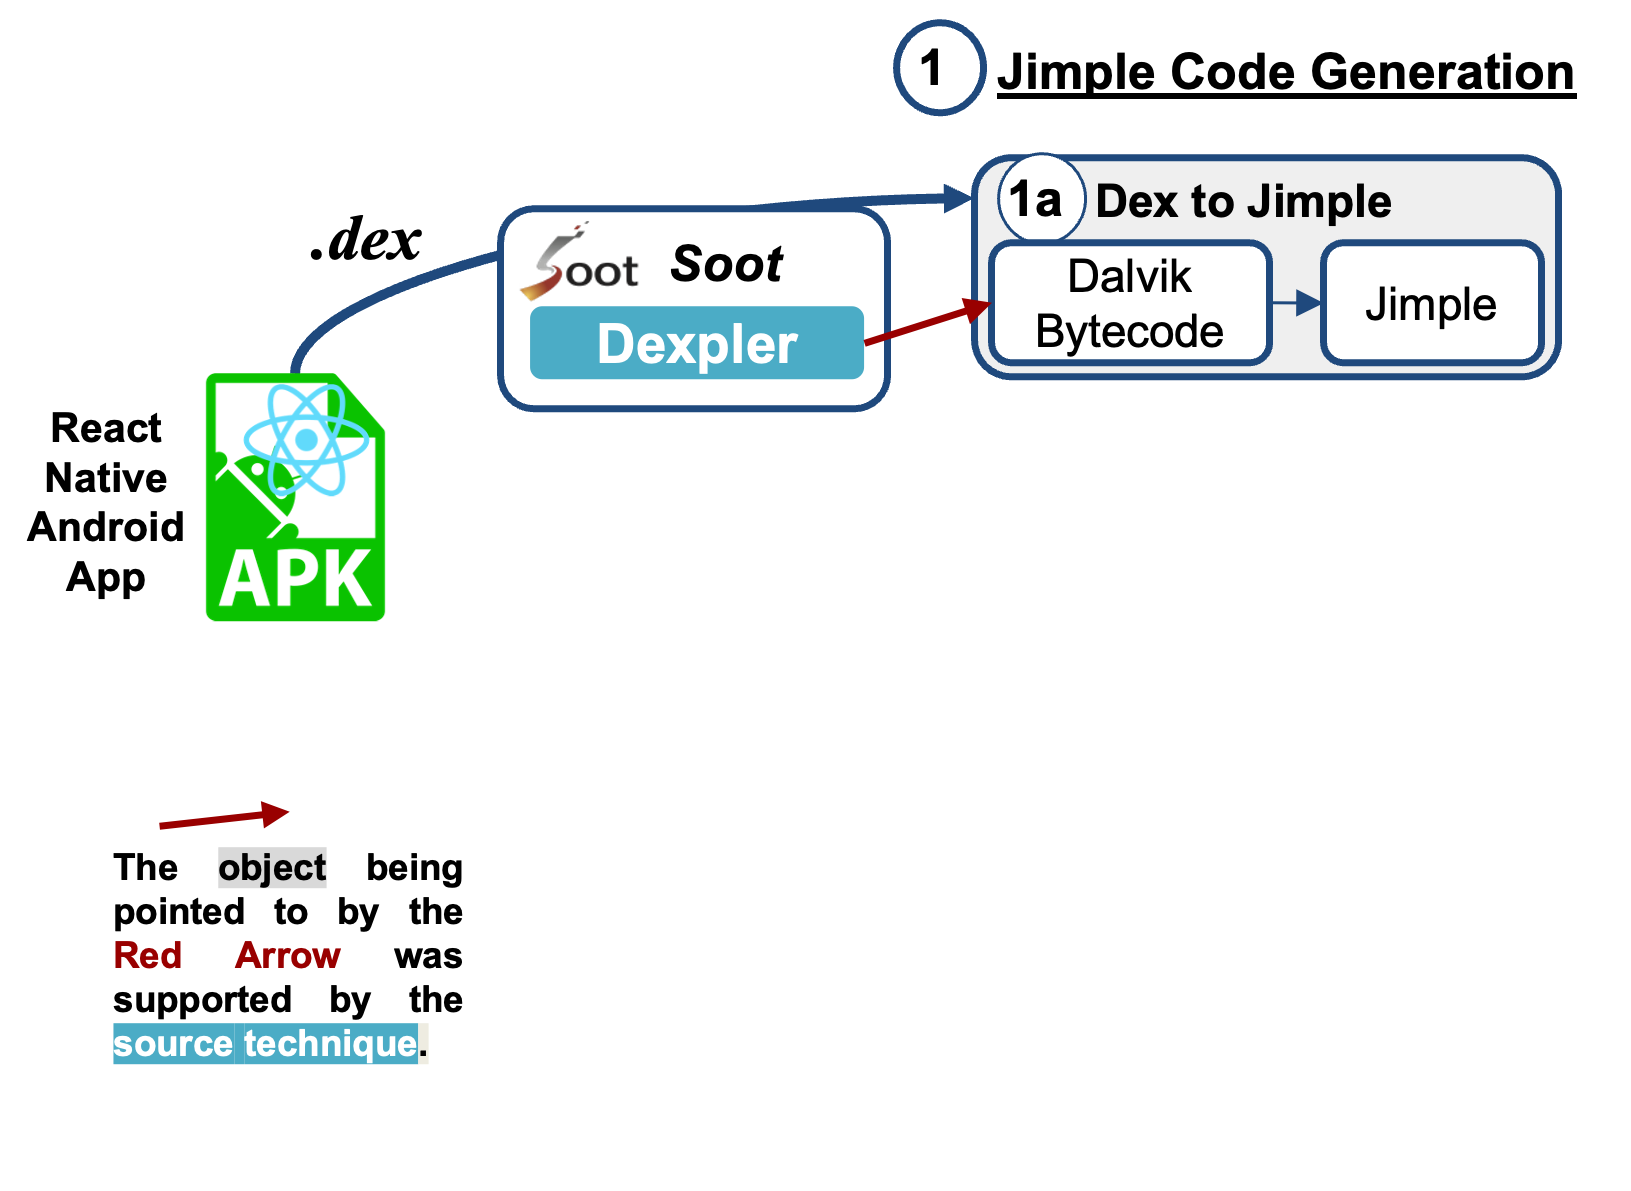 1 Jimple Code Generation
1a Dex to Jimple
.dex
Soot Soot
Dexpler
Dalvik
Bytecode
Jimple
React
Native
Android
App
APK
The object being
pointed to by the
Red Arrow was
supported by the
source technique.